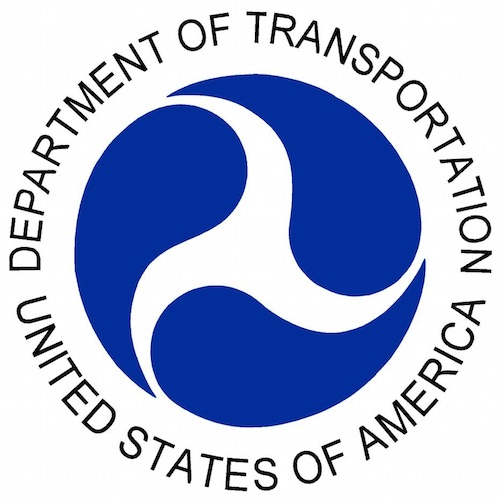 DEPARTMENT OF TRANSPORTATION
UNITED STATES OF AMERICA